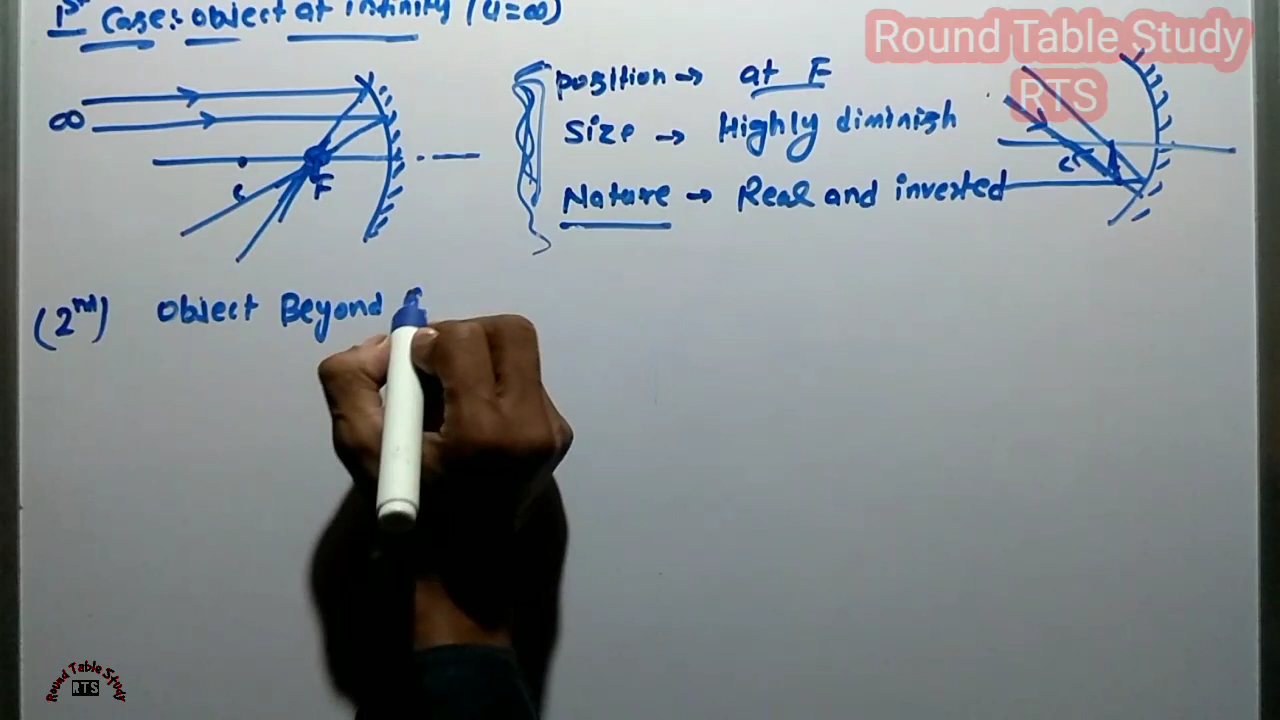 1st Case: object at infinity (u=∞)
Round Table Study
RTS
∞
C
F
position → at F
Size → Highly diminish
Nature → Real and inverted
C
(2nd) Object Beyond
Round Table Study
RTS